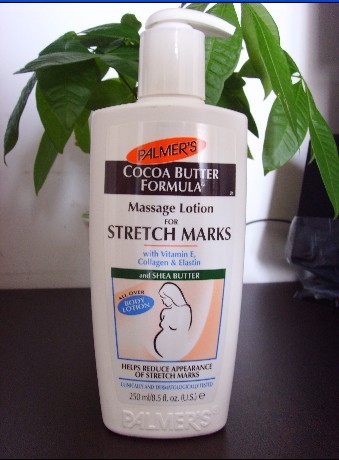 PALMER'S
COCOA BUTTER
FORMULA
Massage Lotion
FOR
STRETCH MARKS
with Vitamin E,
Collagen & Elastin
and SHEA BUTTER
ALL OVER
BODY
LOTION
HELPS REDUCE APPEARANCE
OF STRETCH MARKS
CLINICALLY AND DERMATOLOGICALLY TESTED
250 ml/8.5 fl. oz. (U.S.) ℮
PALMER'S